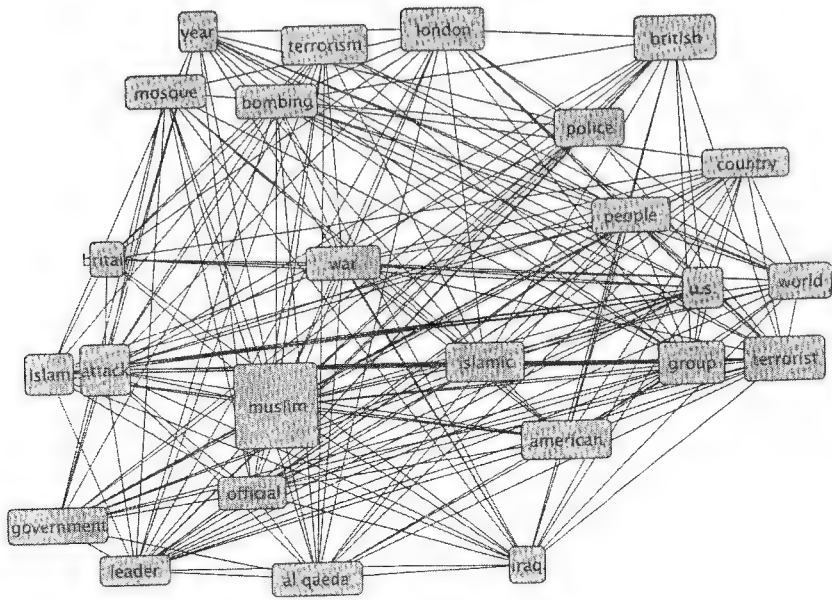 year
terrorism
london
british
mosque
bombing
police
country
people
britain
war
u.s.
world
islam
attack
muslim
islamic
group
terrorist
american
official
government
leader
al qaeda
iraq